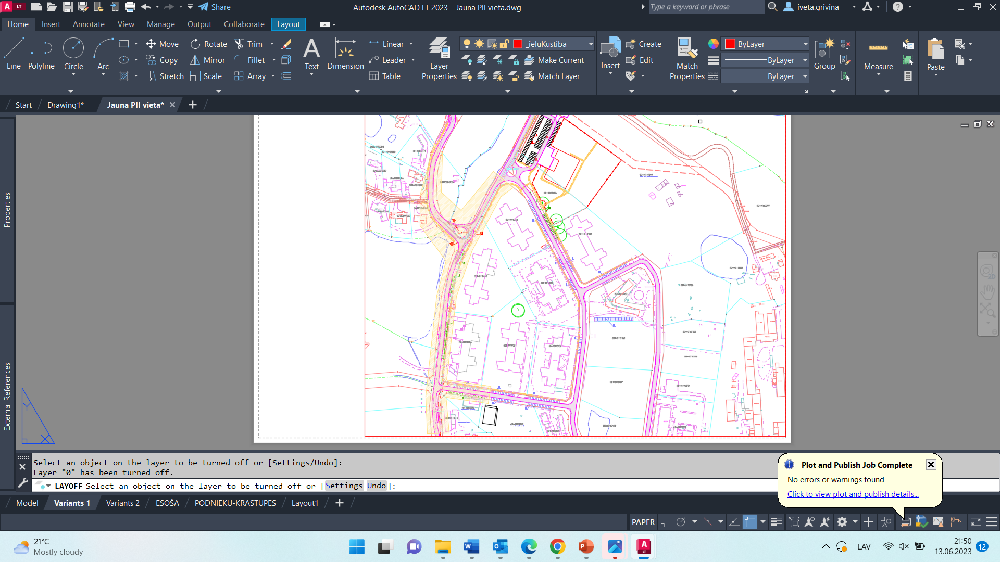 A LT
Share
Autodesk AutoCAD LT 2023 Jauna PII vieta.dwg
Type a keyword or phrase
iveta.grivina
Home Insert Annotate View Manage Output Collaborate Layout
Move Rotate Trim
Copy Mirror Fillet
Stretch Scale Array
Line Polyline Circle Arc
Text Dimension
Linear
Leader
Table
Layer Properties
_ieluKustiba
Make Current
Match Layer
Insert
Create
Edit
Match Properties
ByLayer
ByLayer
ByLayer
Group
Measure
Paste
Start Drawing1* Jauna PII vieta*
Properties
External References
Y
X
2D
Select an object on the layer to be turned off or [Settings/Undo]:
Layer "0" has been turned off.
LAYOFF Select an object on the layer to be turned off or [Settings Undo]:
Plot and Publish Job Complete
No errors or warnings found
Click to view plot and publish details...
Model Variants 1 Variants 2 ESOŠA PODNIEKU-KRASTUPES Layout1
PAPER
21°C
Mostly cloudy
LAV
21:50
13.06.2023
12